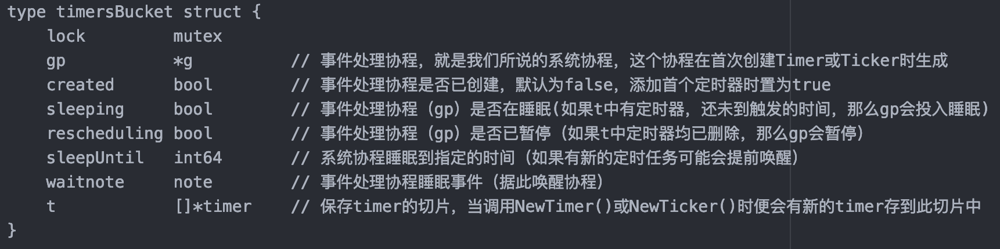 type timersBucket struct {
    lock         mutex
    gp           *g          // 事件处理协程，就是我们所说的系统协程，这个协程在首次创建Timer或Ticker时生成
    created      bool        // 事件处理协程是否已创建，默认为false，添加首个定时器时置为true
    sleeping     bool        // 事件处理协程（gp）是否在睡眠(如果t中有定时器，还未到触发的时间，那么gp会投入睡眠)
    rescheduling bool        // 事件处理协程（gp）是否已暂停（如果t中定时器均已删除，那么gp会暂停）
    sleepUntil   int64       // 系统协程睡眠到指定的时间（如果有新的定时任务可能会提前唤醒）
    waitnote     note        // 事件处理协程睡眠事件（据此唤醒协程）
    t            []*timer    // 保存timer的切片，当调用NewTimer()或NewTicker()时便会有新的timer存到此切片中
}